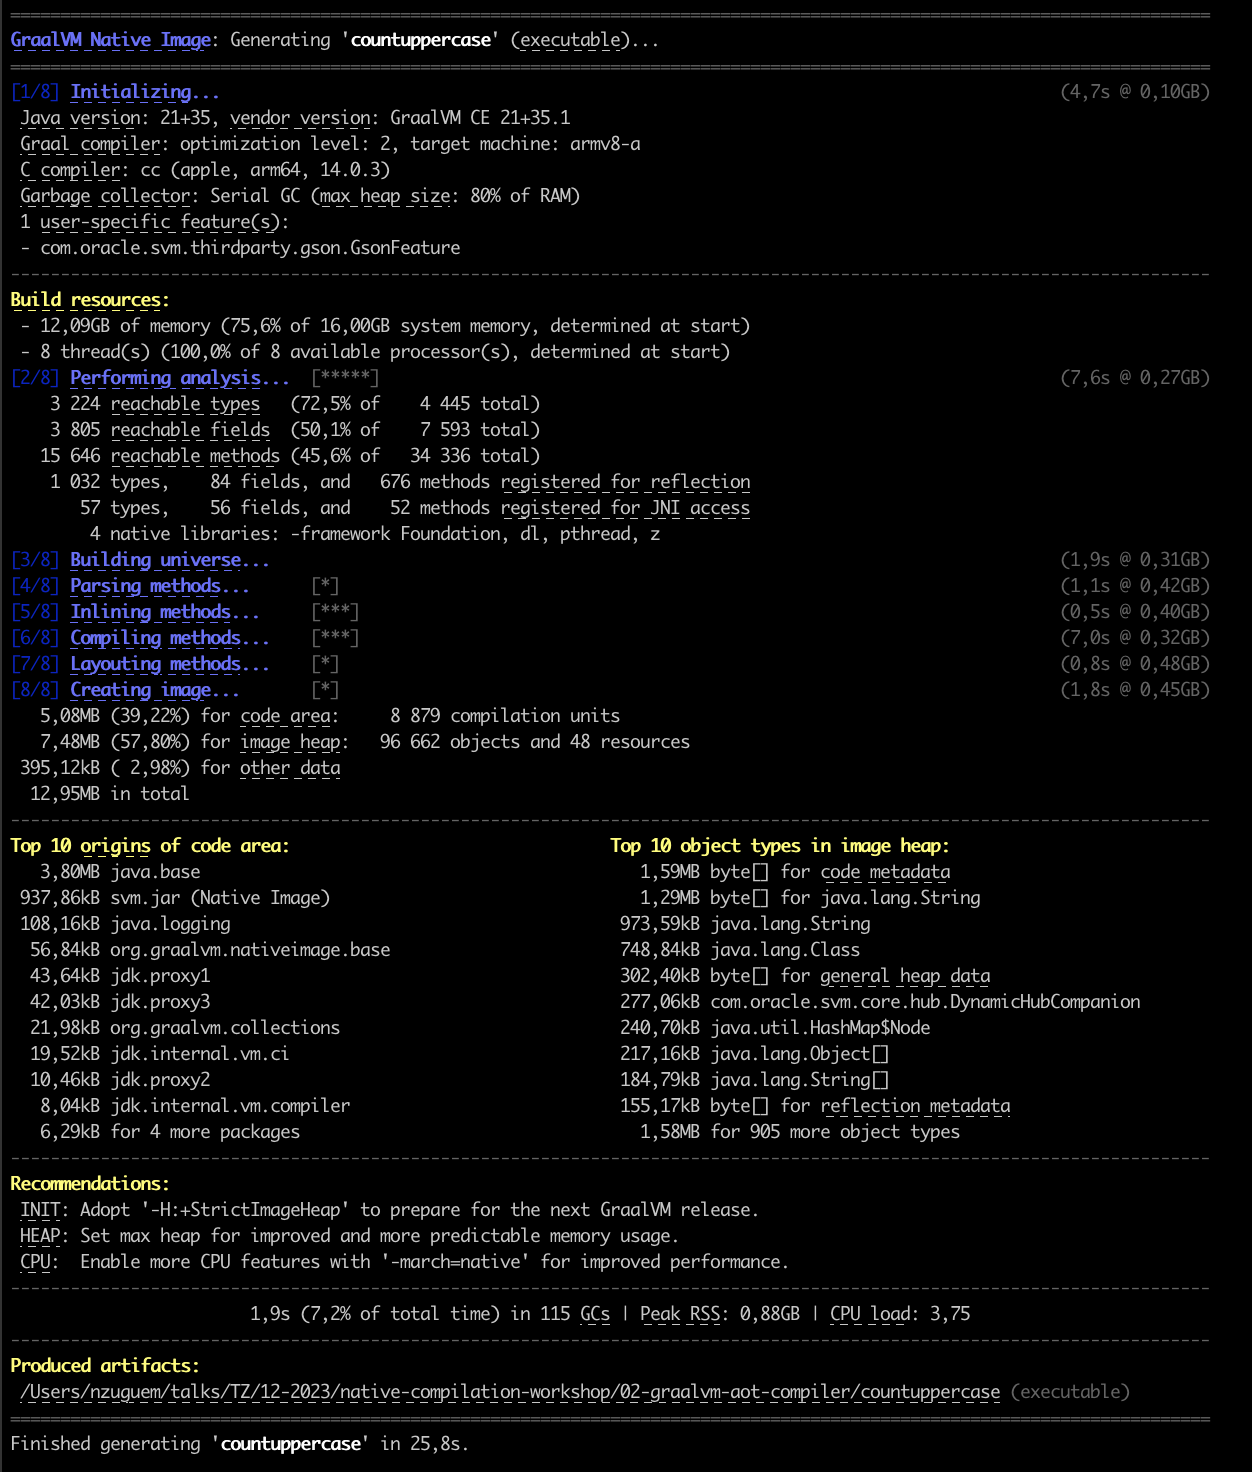 GraalVM Native Image: Generating 'countuppercase' (executable)...
[1/8] Initializing... (4,7s @ 0,10GB)
Java version: 21+35, vendor version: GraalVM CE 21+35.1
Graal compiler: optimization level: 2, target machine: armv8-a
C compiler: cc (apple, arm64, 14.0.3)
Garbage collector: Serial GC (max heap size: 80% of RAM)
1 user-specific feature(s):
- com.oracle.svm.thirdparty.gson.GsonFeature
Build resources:
- 12,09GB of memory (75,6% of 16,00GB system memory, determined at start)
- 8 thread(s) (100,0% of 8 available processor(s), determined at start)
[2/8] Performing analysis... [*****] (7,6s @ 0,27GB)
3 224 reachable types (72,5% of 4 445 total)
3 805 reachable fields (50,1% of 7 593 total)
15 646 reachable methods (45,6% of 34 336 total)
1 032 types, 84 fields, and 676 methods registered for reflection
57 types, 56 fields, and 52 methods registered for JNI access
4 native libraries: -framework Foundation, dl, pthread, z
[3/8] Building universe... (1,9s @ 0,31GB)
[4/8] Parsing methods... [*] (1,1s @ 0,42GB)
[5/8] Inlining methods... [***] (0,5s @ 0,40GB)
[6/8] Compiling methods... [***] (7,0s @ 0,32GB)
[7/8] Layouting methods... [*] (0,8s @ 0,48GB)
[8/8] Creating image... [*] (1,8s @ 0,45GB)
5,08MB (39,22%) for code area: 8 879 compilation units
7,48MB (57,80%) for image heap: 96 662 objects and 48 resources
395,12kB ( 2,98%) for other data
12,95MB in total
Top 10 origins of code area: Top 10 object types in image heap:
3,80MB java.base 1,59MB byte[] for code metadata
937,86kB svm.jar (Native Image) 1,29MB byte[] for java.lang.String
108,16kB java.logging 973,59kB java.lang.String
56,84kB org.graalvm.nativeimage.base 748,84kB java.lang.Class
43,64kB jdk.proxy1 302,40kB byte[] for general heap data
42,03kB jdk.proxy3 277,06kB com.oracle.svm.core.hub.DynamicHubCompanion
21,98kB org.graalvm.collections 240,70kB java.util.HashMap$Node
19,52kB jdk.internal.vm.ci 217,16kB java.lang.Object[]
10,46kB jdk.proxy2 184,79kB java.lang.String[]
8,04kB jdk.internal.vm.compiler 155,17kB byte[] for reflection metadata
6,29kB for 4 more packages 1,58MB for 905 more object types
Recommendations:
INIT: Adopt '-H:+StrictImageHeap' to prepare for the next GraalVM release.
HEAP: Set max heap for improved and more predictable memory usage.
CPU: Enable more CPU features with '-march=native' for improved performance.
1,9s (7,2% of total time) in 115 GCs | Peak RSS: 0,88GB | CPU load: 3,75
Produced artifacts:
/Users/nzuguem/talks/TZ/12-2023/native-compilation-workshop/02-graalvm-aot-compiler/countuppercase (executable)
Finished generating 'countuppercase' in 25,8s.